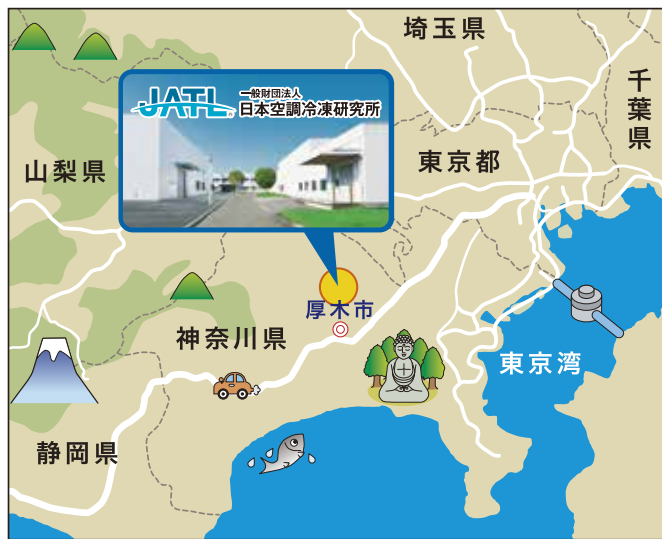 埼玉県
千葉県
JATL
一般財団法人
日本空調冷凍研究所
東京都
山梨県
厚木市
神奈川県
東京湾
静岡県